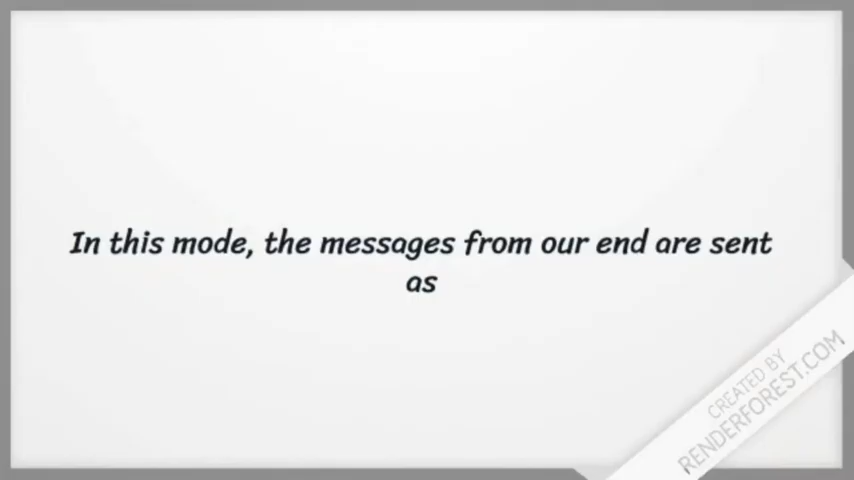 In this mode, the messages from our end are sent
as
CREATED BY
RENDERFOREST.COM